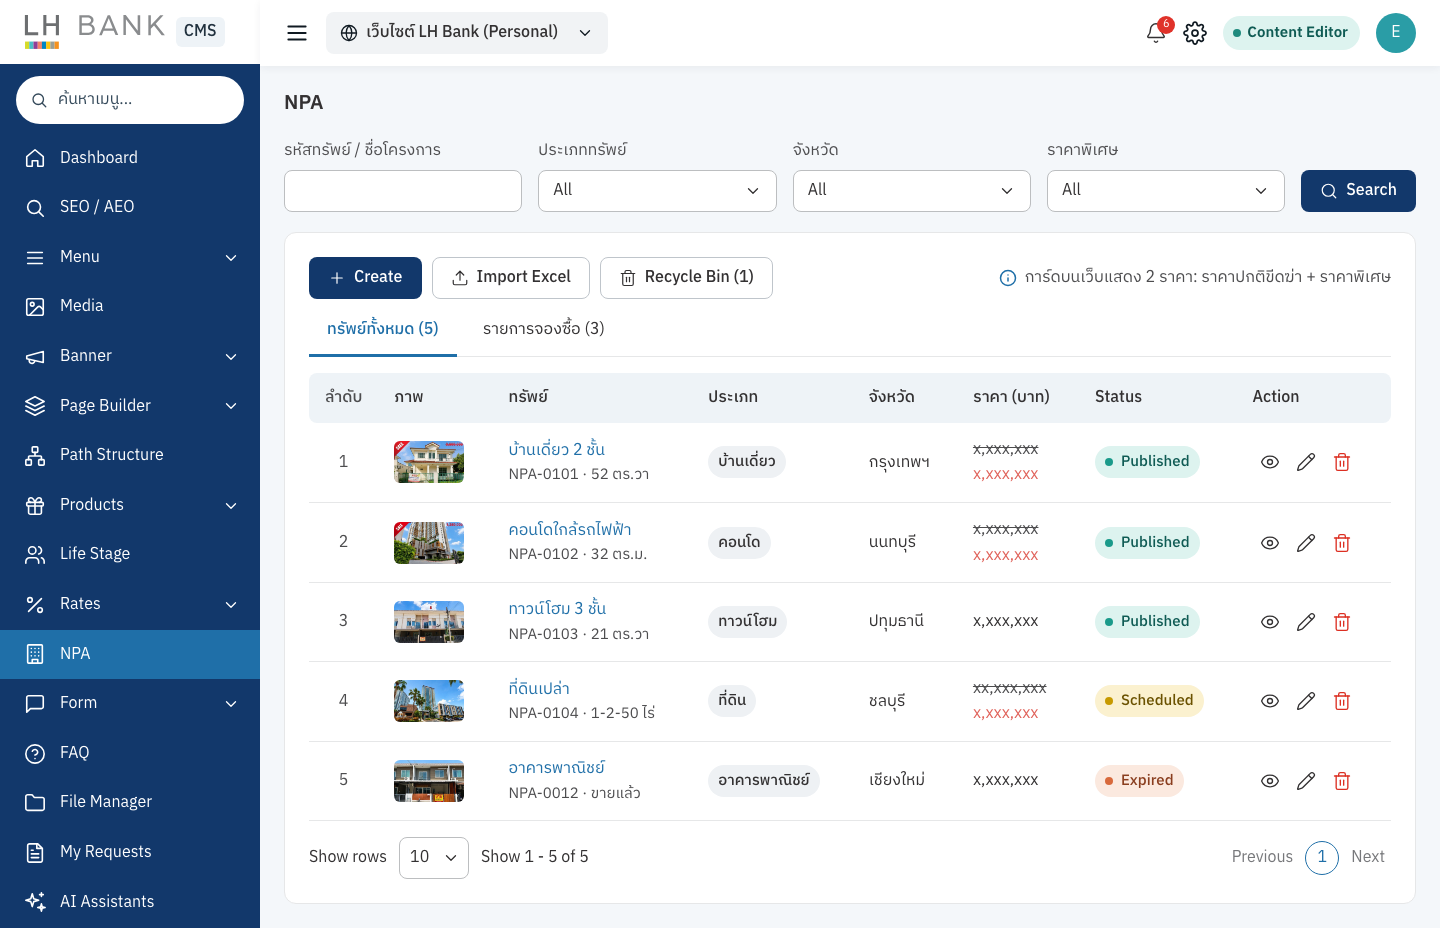 LH BANK CMS
เว็บไซต์ LH Bank (Personal)
6
Content Editor
E
ค้นหาเมนู...
Dashboard
SEO / AEO
Menu
Media
Banner
Page Builder
Path Structure
Products
Life Stage
Rates
NPA
Form
FAQ
File Manager
My Requests
AI Assistants
NPA
รหัสทรัพย์ / ชื่อโครงการ
ประเภททรัพย์
จังหวัด
ราคาพิเศษ
All
All
All
Search
Create
Import Excel
Recycle Bin (1)
การ์ดบนเว็บแสดง 2 ราคา: ราคาปกติขีดฆ่า + ราคาพิเศษ
ทรัพย์ทั้งหมด (5)
รายการจองซื้อ (3)
ลำดับ ภาพ ทรัพย์ ประเภท จังหวัด ราคา (บาท) Status Action
1 บ้านเดี่ยว 2 ชั้น บ้านเดี่ยว กรุงเทพฯ x,xxx,xxx Published
NPA-0101 · 52 ตร.วา x,xxx,xxx
2 คอนโดใกล้รถไฟฟ้า คอนโด นนทบุรี x,xxx,xxx Published
NPA-0102 · 32 ตร.ม. x,xxx,xxx
3 ทาวน์โฮม 3 ชั้น ทาวน์โฮม ปทุมธานี x,xxx,xxx Published
NPA-0103 · 21 ตร.วา
4 ที่ดินเปล่า ที่ดิน ชลบุรี xx,xxx,xxx Scheduled
NPA-0104 · 1-2-50 ไร่ x,xxx,xxx
5 อาคารพาณิชย์ อาคารพาณิชย์ เชียงใหม่ x,xxx,xxx Expired
NPA-0012 · ขายแล้ว
Show rows 10 Show 1 - 5 of 5
Previous 1 Next